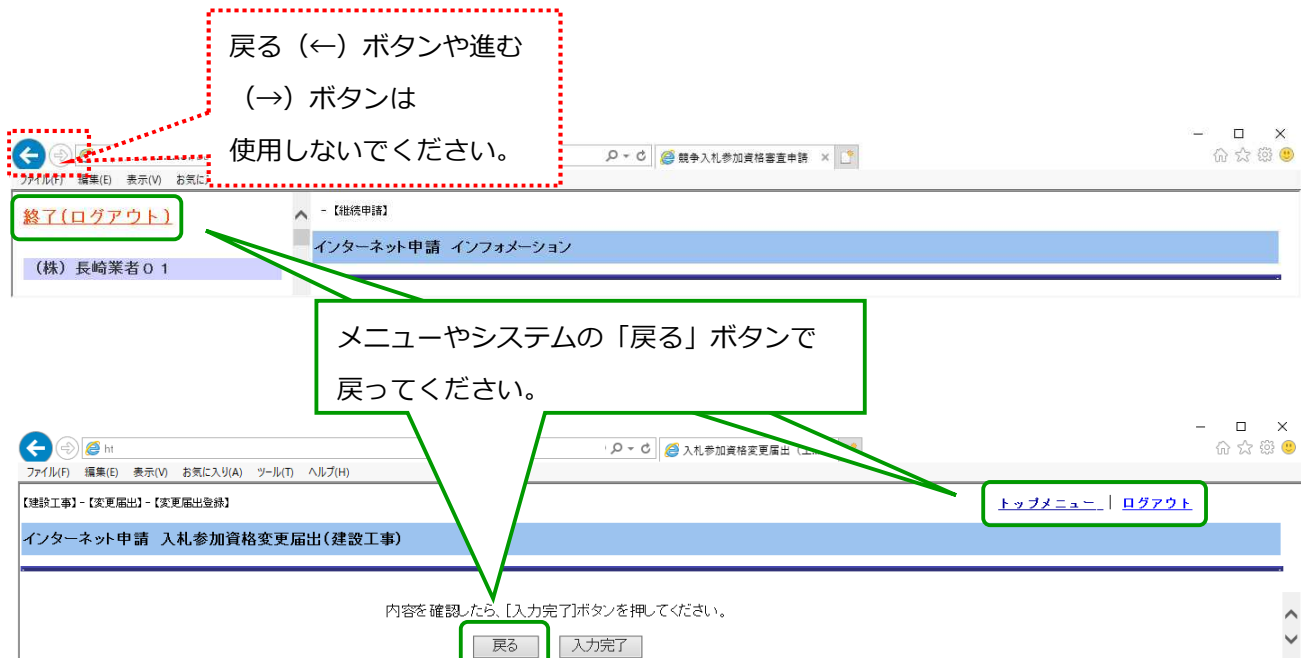 戻る（←）ボタンや進む
（→）ボタンは
使用しないでください。
競争入札参加資格審査申請
ファイル(F) 編集(E) 表示(V) お気に
終了(ログアウト)
-【継続申請】
インターネット申請 インフォメーション
（株）長崎業者０１
メニューやシステムの「戻る」ボタンで
戻ってください。
ht
入札参加資格変更届出（
ファイル(F) 編集(E) 表示(V) お気に入り(A) ツール(T) ヘルプ(H)
【建設工事】-【変更届出】-【変更届出登録】
トップメニュー | ログアウト
インターネット申請 入札参加資格変更届出(建設工事)
内容を確認したら、[入力完了]ボタンを押してください。
戻る 入力完了